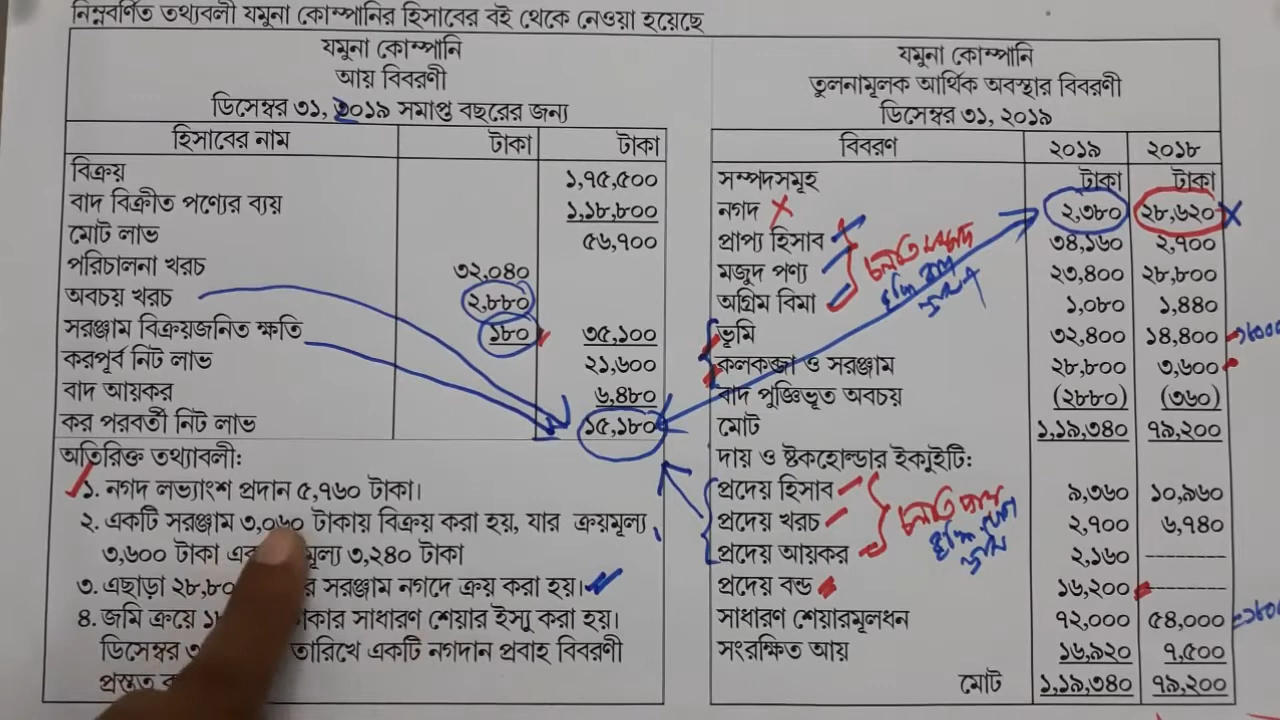 নিম্নবর্ণিত তথ্যাবলী যমুনা কোম্পানির হিসাবের বই থেকে নেওয়া হয়েছে
যমুনা কোম্পানি
আয় বিবরণী
ডিসেম্বর ৩১, ২০১৯ সমাপ্ত বছরের জন্য
হিসাবের নাম টাকা টাকা
বিক্রয় ১,৭৫,৫০০
বাদ বিক্রীত পণ্যের ব্যয় ১,১৮,৮০০
মোট লাভ ৫৬,৭০০
পরিচালনা খরচ ৩২,০৪০
অবচয় খরচ ২,৮৮০
সরঞ্জাম বিক্রয়জনিত ক্ষতি ১৮০ ৩৫,১০০
করপূর্ব নিট লাভ ২১,৬০০
বাদ আয়কর ৬,৪৮০
কর পরবর্তী নিট লাভ ১৫,১৮০
অতিরিক্ত তথ্যাবলী:
১. নগদ লভ্যাংশ প্রদান ৫,৭৬০ টাকা।
২. একটি সরঞ্জাম ৩,০৬০ টাকায় বিক্রয় করা হয়, যার ক্রয়মূল্য
৩,৬০০ টাকা মূল্য ৩,২৪০ টাকা
৩. এছাড়া সরঞ্জাম নগদে ক্রয় করা হয়।
৪. জমি ক্রয়ে সাধারণ শেয়ার ইস্যু করা হয়।
ডিসেম্বর তারিখে একটি নগদান প্রবাহ বিবরণী
প্রস্তুত
যমুনা কোম্পানি
তুলনামূলক আর্থিক অবস্থার বিবরণী
ডিসেম্বর ৩১, ২০১৯
বিবরণ ২০১৯ ২০১৮
সম্পদসমূহ টাকা টাকা
নগদ ২,৩৮০ ২৮,৬২০
প্রাপ্য হিসাব ৩৪,১৬০ ২,৭০০
মজুদ পণ্য ২৩,৪০০ ২৮,৮০০
অগ্রিম বিমা ১,০৮০ ১,৪৪০
ভূমি ৩২,৪০০ ১৪,৪০০
কলকব্জা ও সরঞ্জাম ২৮,৮০০ ৩,৬০০
বাদ পুঞ্জিভূত অবচয় (২৮৮০) (৩৬০)
মোট ১,১৯,৩৪০ ৭৯,২০০
দায় ও ষ্টকহোল্ডার ইক্যুইটি:
প্রদেয় হিসাব ৯,৩৬০ ১০,৯৬০
প্রদেয় খরচ ২,৭০০ ৬,৭৪০
প্রদেয় আয়কর ২,১৬০ --------
প্রদেয় বন্ড ১৬,২০০ --------
সাধারণ শেয়ারমূলধন ৭২,০০০ ৫৪,০০০
সংরক্ষিত আয় ১৬,৯২০ ৭,৫০০
মোট ১,১৯,৩৪০ ৭৯,২০০